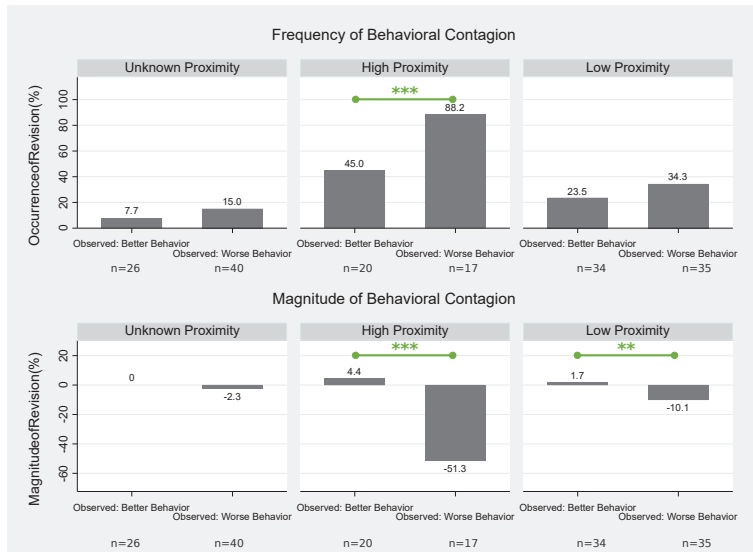 Frequency of Behavioral Contagion
Unknown Proximity
High Proximity
Low Proximity
OccurrenceofRevision(%)
100
80
60
40
20
0
7.7
15.0
***
45.0
88.2
23.5
34.3
Observed: Better Behavior
Observed: Worse Behavior
Observed: Better Behavior
Observed: Worse Behavior
Observed: Better Behavior
Observed: Worse Behavior
n=26
n=40
n=20
n=17
n=34
n=35
Magnitude of Behavioral Contagion
Unknown Proximity
High Proximity
Low Proximity
MagnitudeofRevision(%)
20
0
-20
-40
-60
0
-2.3
***
4.4
-51.3
**
1.7
-10.1
Observed: Better Behavior
Observed: Worse Behavior
Observed: Better Behavior
Observed: Worse Behavior
Observed: Better Behavior
Observed: Worse Behavior
n=26
n=40
n=20
n=17
n=34
n=35